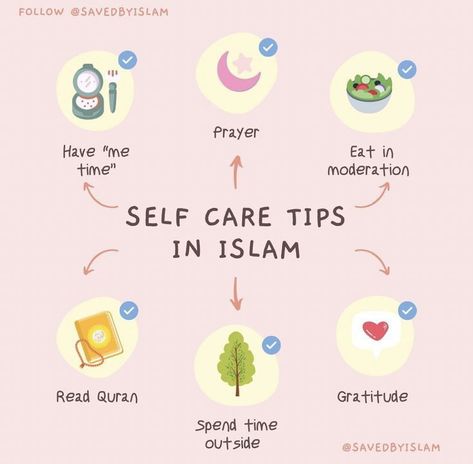 FOLLOW @SAVEDBYISLAM
Have "me
time"
Prayer
Eat in
moderation
SELF CARE TIPS
IN ISLAM
Read Quran
Spend time
outside
Gratitude
@SAVEDBYISLAM